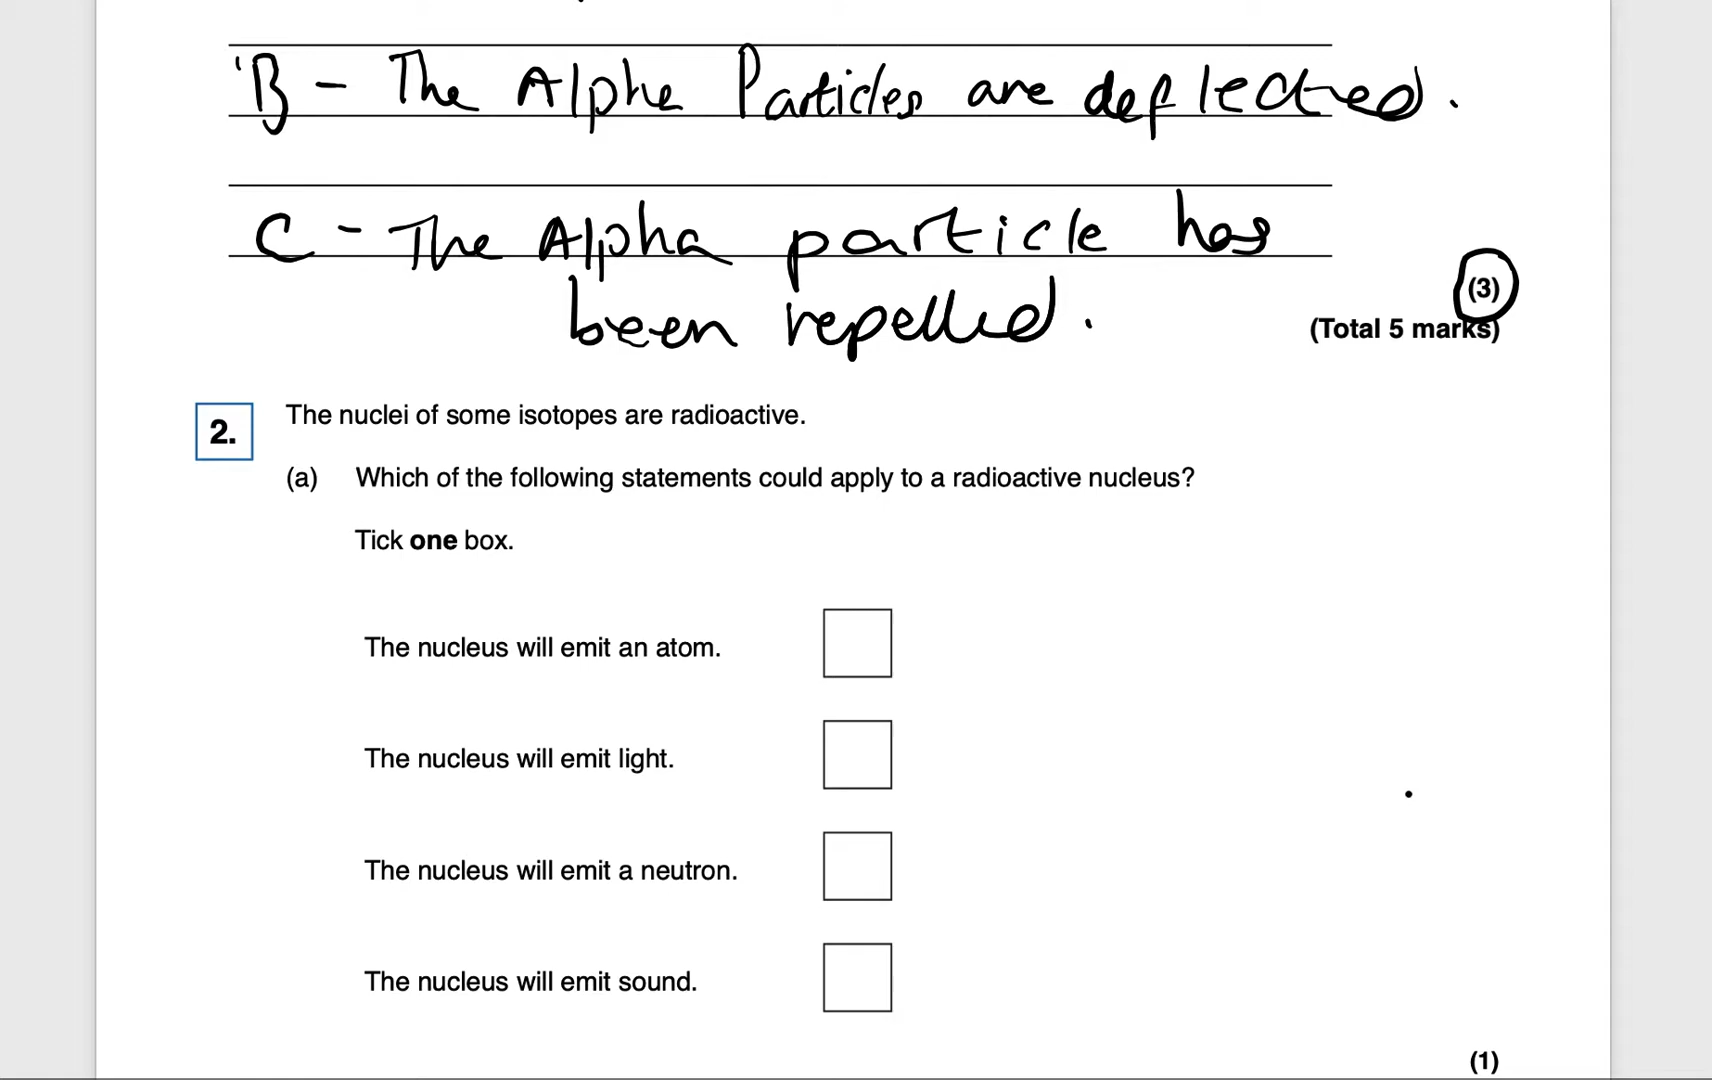 B - The Alpha Particles are deflected.
C - The Alpha particle has
been repelled.
(3)
(Total 5 marks)
2. The nuclei of some isotopes are radioactive.
(a) Which of the following statements could apply to a radioactive nucleus?
Tick one box.
The nucleus will emit an atom.
The nucleus will emit light.
The nucleus will emit a neutron.
The nucleus will emit sound.
(1)